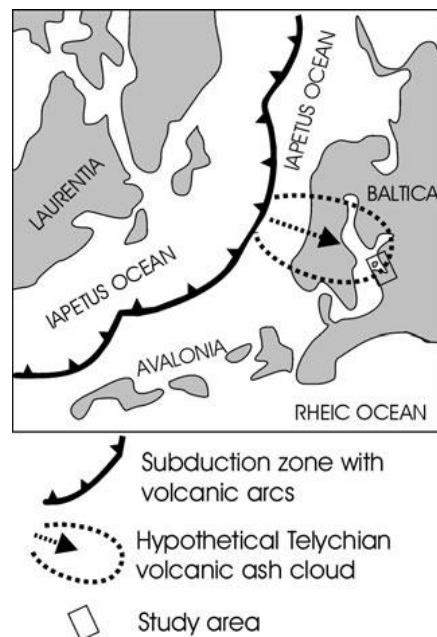 IAPETUS OCEAN
LAURENTIA
BALTICA
IAPETUS OCEAN
AVALONIA
RHEIC OCEAN
Subduction zone with
volcanic arcs
Hypothetical Telychian
volcanic ash cloud
Study area